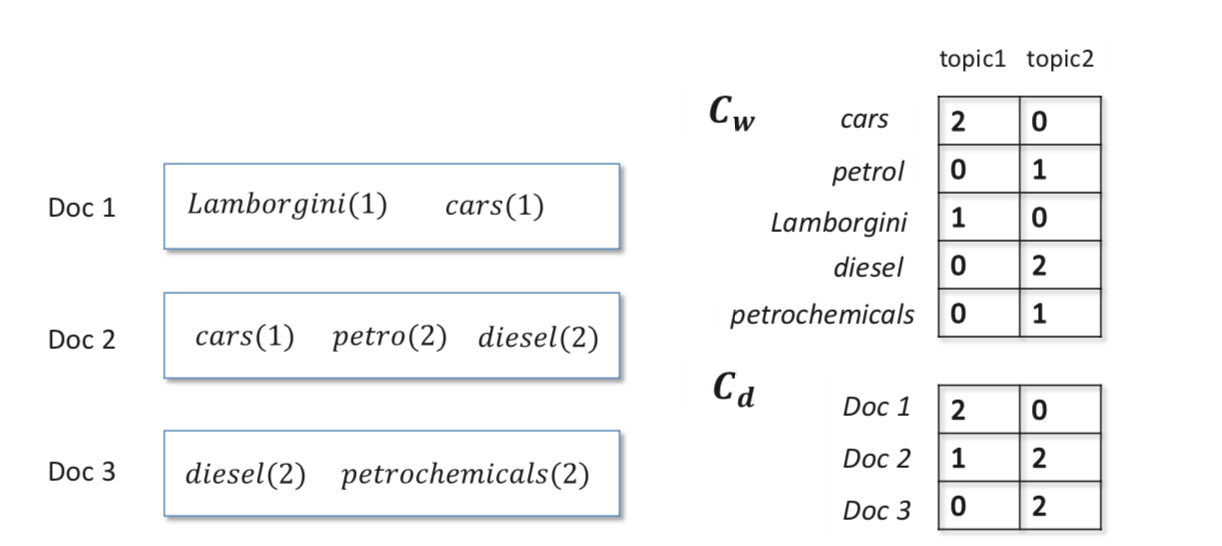 topic1 topic2
C_w cars 2 0
petrol 0 1
Lamborgini 1 0
diesel 0 2
petrochemicals 0 1
Doc 1 Lamborgini(1) cars(1)
Doc 2 cars(1) petro(2) diesel(2)
Doc 3 diesel(2) petrochemicals(2)
C_d Doc 1 2 0
Doc 2 1 2
Doc 3 0 2